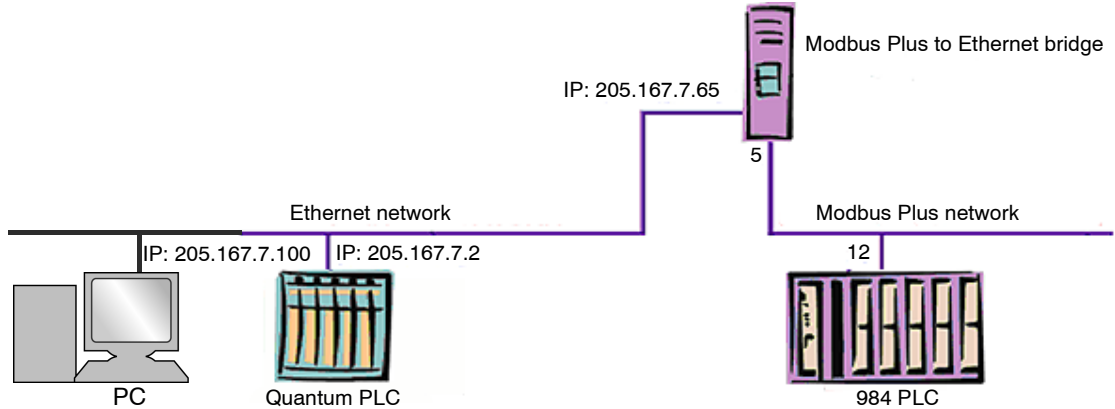 Modbus Plus to Ethernet bridge
IP: 205.167.7.65
5
Ethernet network
Modbus Plus network
IP: 205.167.7.100
IP: 205.167.7.2
12
PC
Quantum PLC
984 PLC